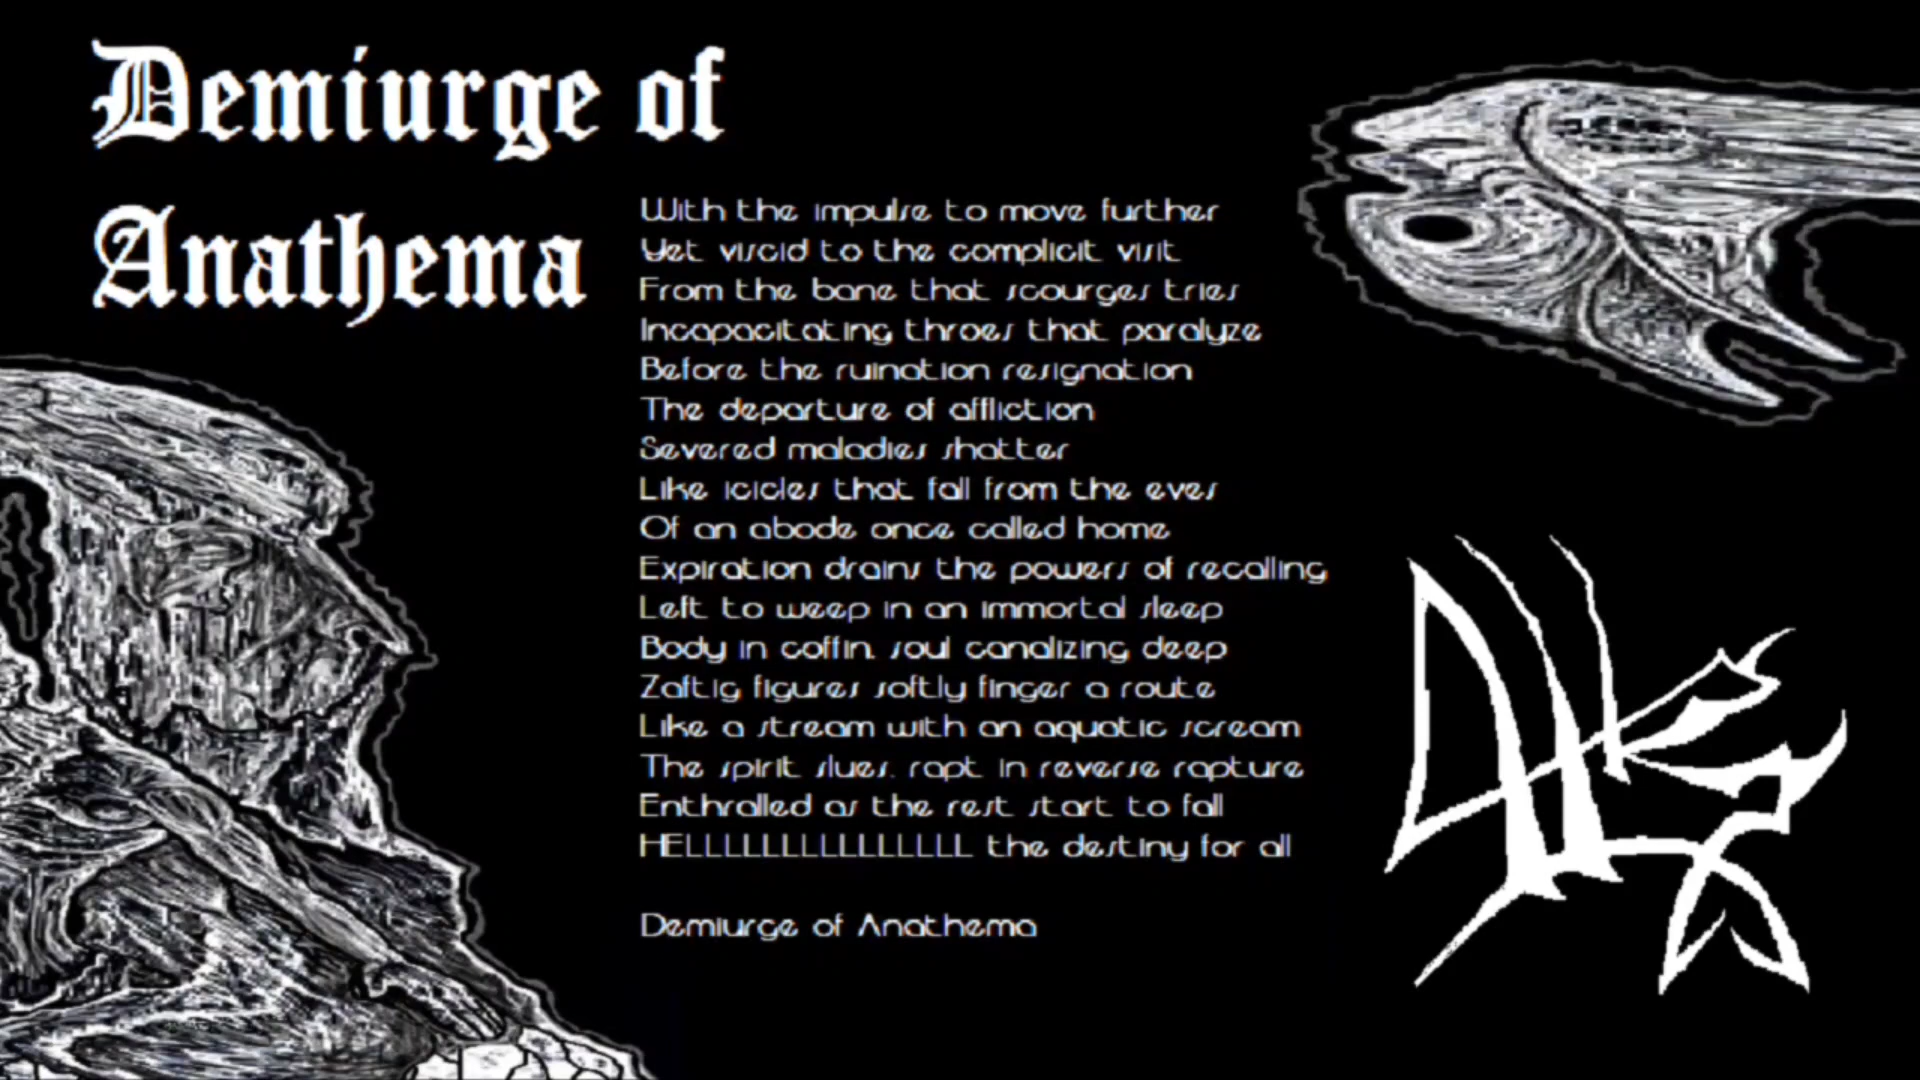 Demiurge of
Anathema
With the impulse to move further
Yet viscid to the complicit visit
From the bane that scourges tries
Incapacitating throes that paralyze
Before the ruination resignation
The departure of affliction
Severed maladies shatter
Like icicles that fall from the eves
Of an abode once called home
Expiration drains the powers of recalling
Left to weep in an immortal sleep
Body in coffin, soul canalizing deep
Zaftig figures softly finger a route
Like a stream with an aquatic scream
The spirit slues, rapt in reverse rapture
Enthralled as the rest start to fall
HELLLLLLLLLLLLLLL the destiny for all
Demiurge of Anathema